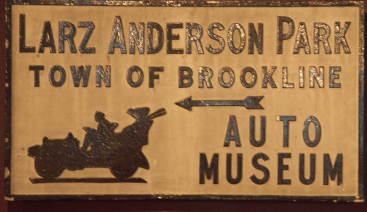 LARZ ANDERSON PARK
TOWN OF BROOKLINE
AUTO
MUSEUM